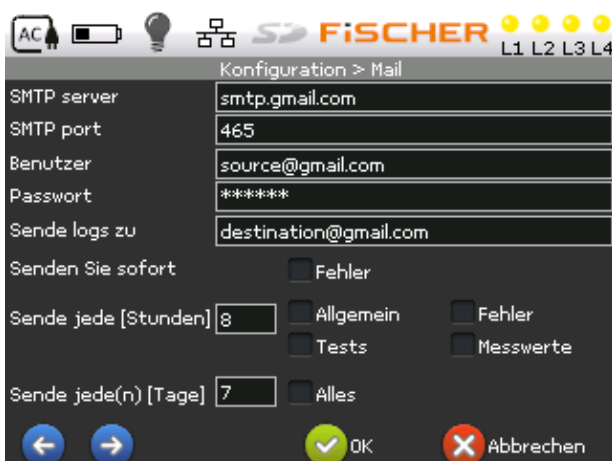 AC FiSCHER L1 L2 L3 L4
Konfiguration > Mail
SMTP server smtp.gmail.com
SMTP port 465
Benutzer source@gmail.com
Passwort ******
Sende logs zu destination@gmail.com
Senden Sie sofort Fehler
Sende jede [Stunden] 8 Allgemein Fehler
Tests Messwerte
Sende jede(n) [Tage] 7 Alles
OK Abbrechen